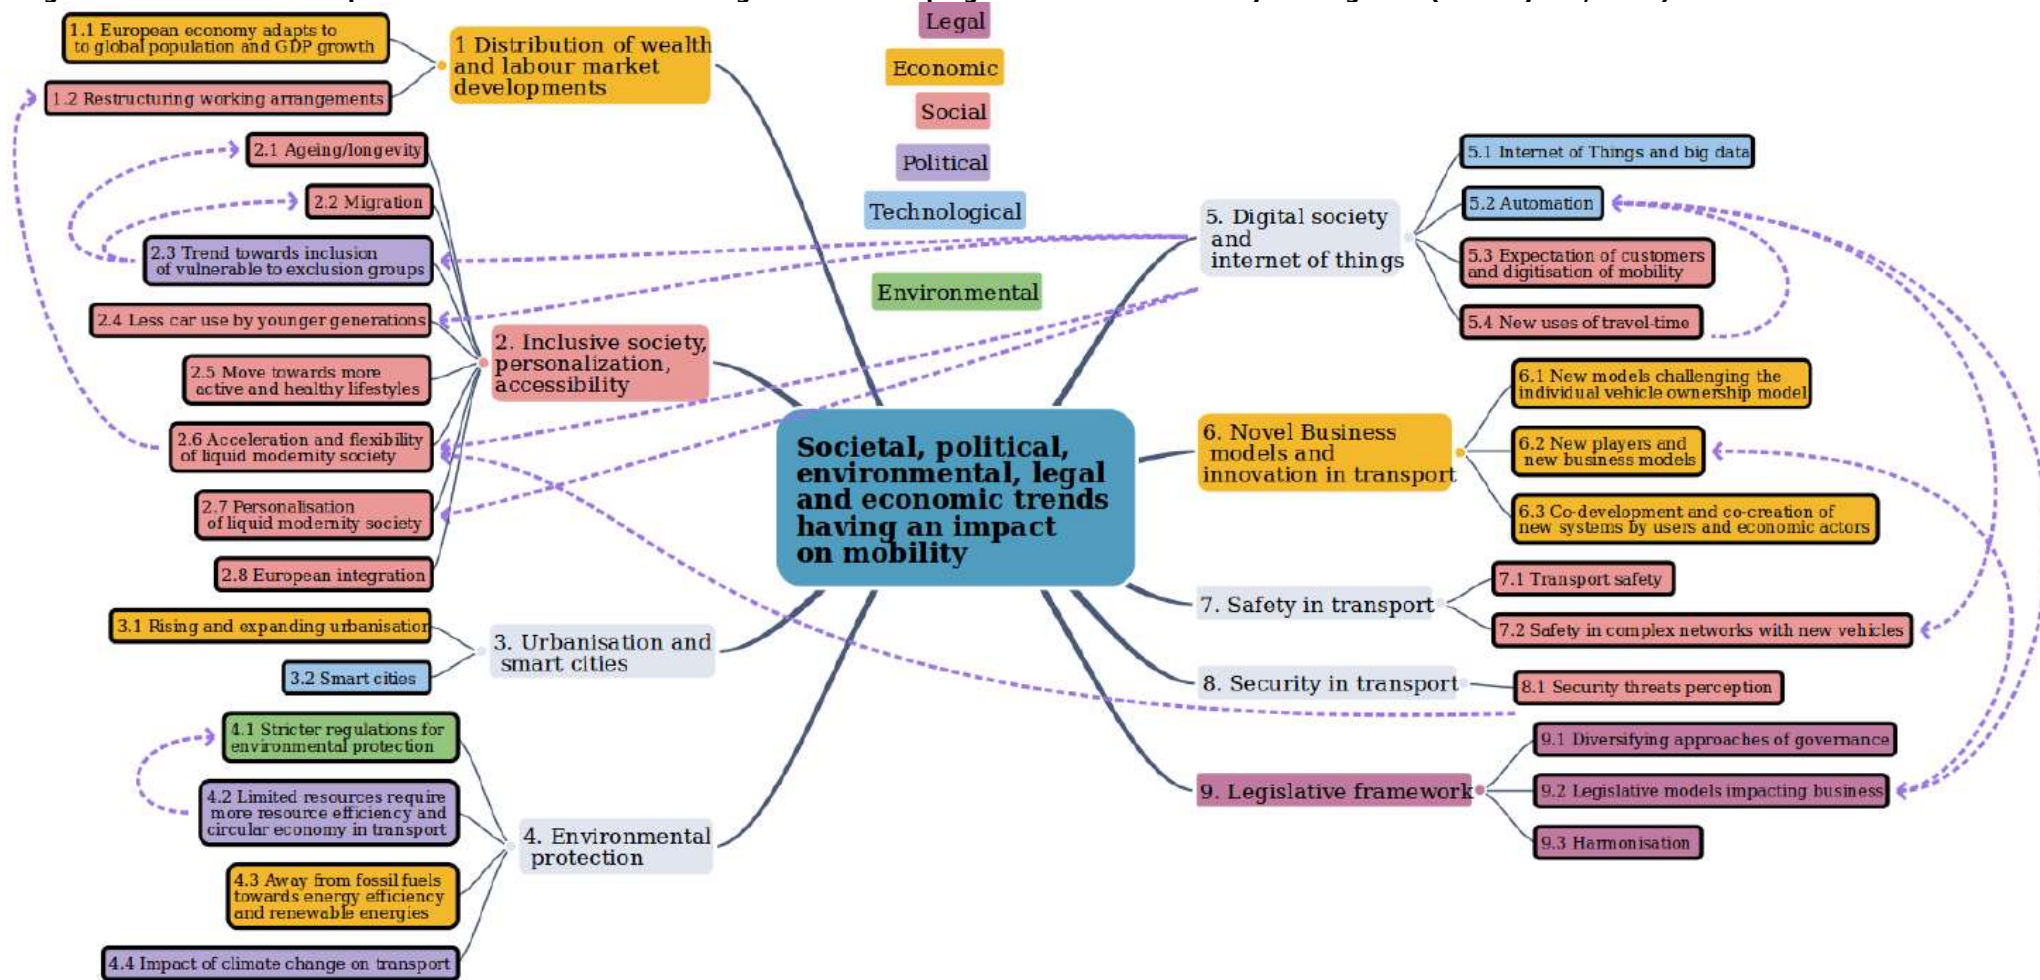 Legal
Economic
Social
Political
Technological
Environmental
Societal, political,
environmental, legal
and economic trends
having an impact
on mobility
1 Distribution of wealth
and labour market
developments
1.1 European economy adapts to
to global population and GDP growth
1.2 Restructuring working arrangements
2. Inclusive society,
personalization,
accessibility
2.1 Ageing/longevity
2.2 Migration
2.3 Trend towards inclusion
of vulnerable to exclusion groups
2.4 Less car use by younger generations
2.5 Move towards more
active and healthy lifestyles
2.6 Acceleration and flexibility
of liquid modernity society
2.7 Personalisation
of liquid modernity society
2.8 European integration
3. Urbanisation and
smart cities
3.1 Rising and expanding urbanisation
3.2 Smart cities
4. Environmental
protection
4.1 Stricter regulations for
environmental protection
4.2 Limited resources require
more resource efficiency and
circular economy in transport
4.3 Away from fossil fuels
towards energy efficiency
and renewable energies
4.4 Impact of climate change on transport
5. Digital society
and
internet of things
5.1 Internet of Things and big data
5.2 Automation
5.3 Expectation of customers
and digitisation of mobility
5.4 New uses of travel-time
6. Novel Business
models and
innovation in transport
6.1 New models challenging the
individual vehicle ownership model
6.2 New players and
new business models
6.3 Co-development and co-creation of
new systems by users and economic actors
7. Safety in transport
7.1 Transport safety
7.2 Safety in complex networks with new vehicles
8. Security in transport
8.1 Security threats perception
9. Legislative framework
9.1 Diversifying approaches of governance
9.2 Legislative models impacting business
9.3 Harmonisation